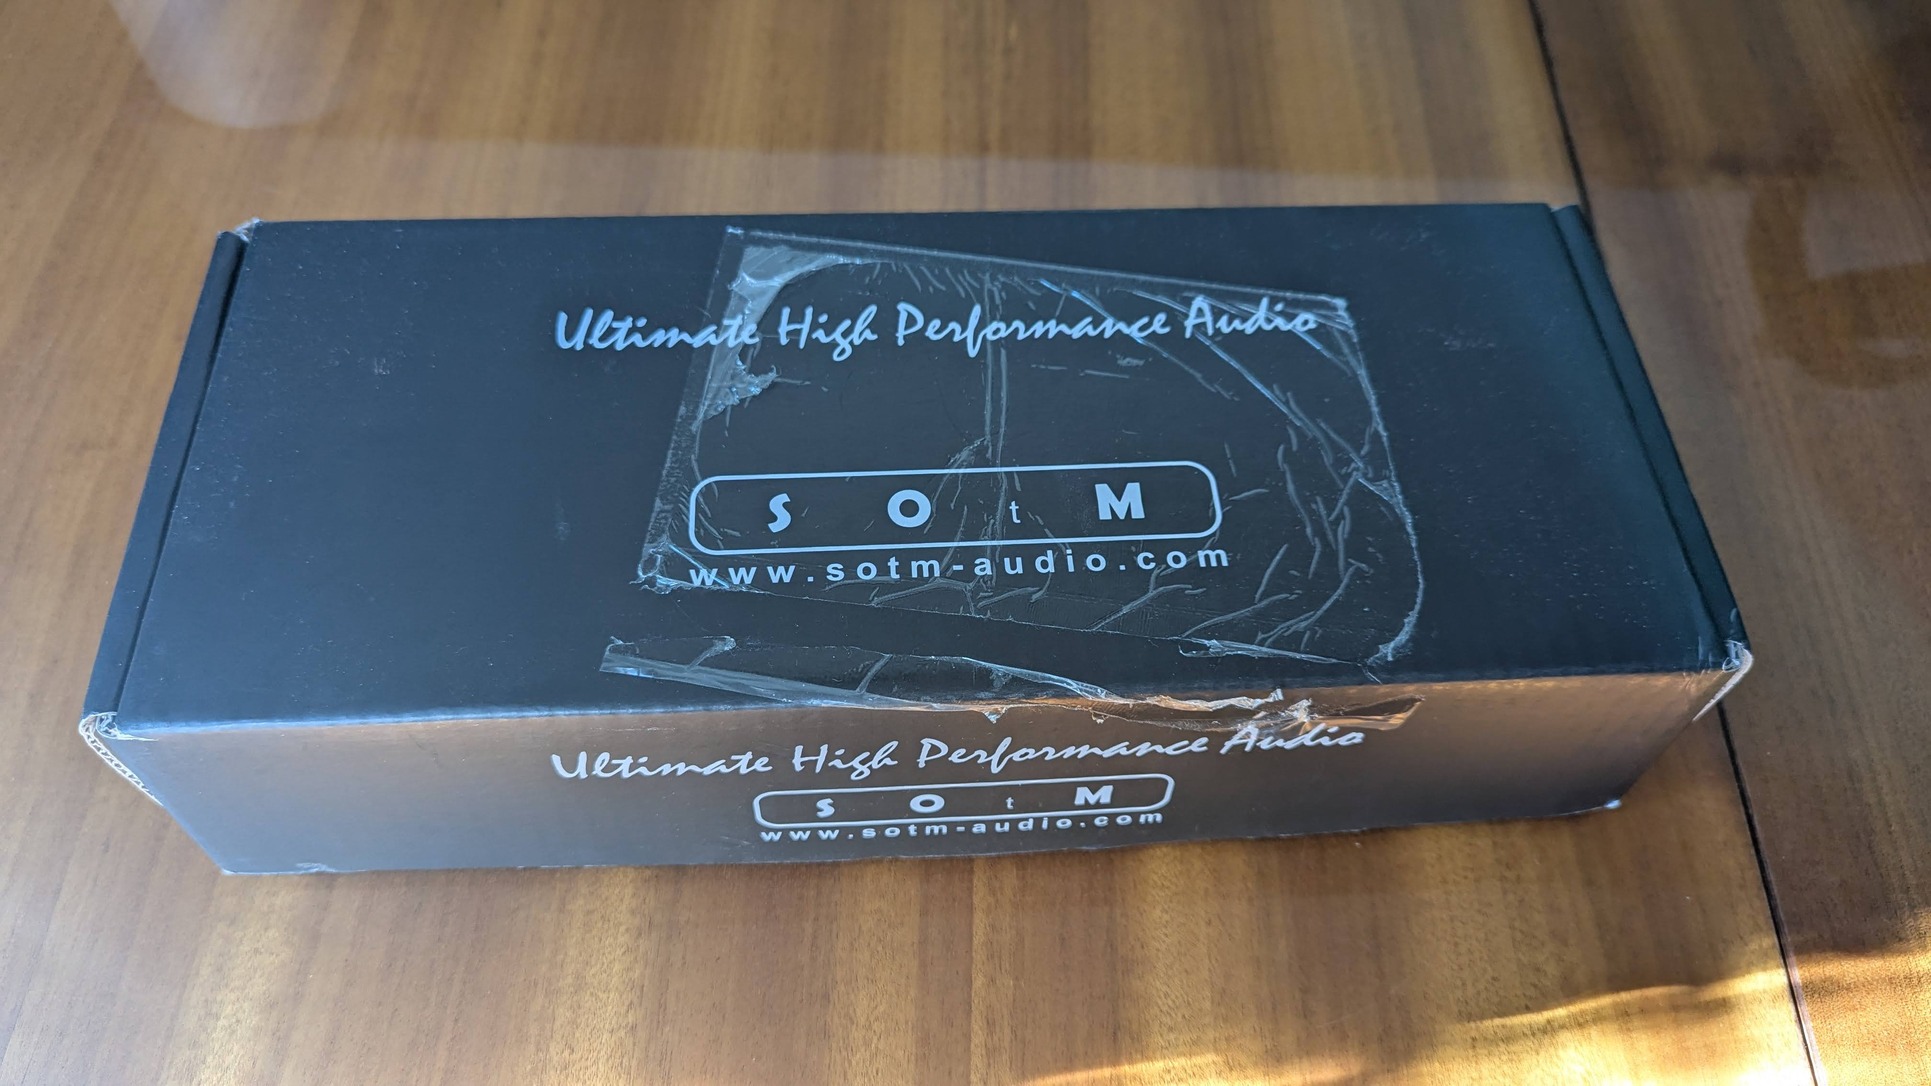 Ultimate High Performance Audio
S O t M
www.sotm-audio.com
Ultimate High Performance Audio
S O t M
www.sotm-audio.com